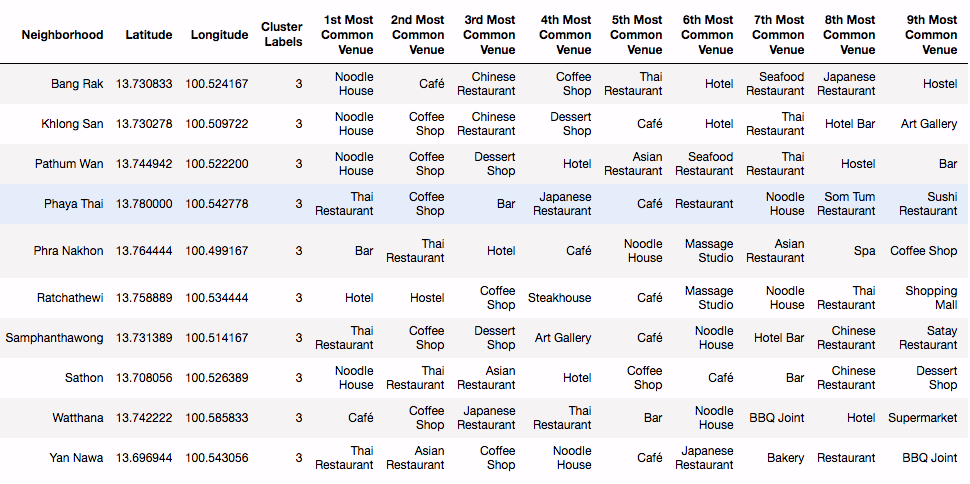 Neighborhood Latitude Longitude Cluster Labels 1st Most Common Venue 2nd Most Common Venue 3rd Most Common Venue 4th Most Common Venue 5th Most Common Venue 6th Most Common Venue 7th Most Common Venue 8th Most Common Venue 9th Most Common Venue
Bang Rak 13.730833 100.524167 3 Noodle House Café Chinese Restaurant Coffee Shop Thai Restaurant Hotel Seafood Restaurant Japanese Restaurant Hostel
Khlong San 13.730278 100.509722 3 Noodle House Coffee Shop Chinese Restaurant Dessert Shop Café Hotel Thai Restaurant Hotel Bar Art Gallery
Pathum Wan 13.744942 100.522200 3 Noodle House Coffee Shop Dessert Shop Hotel Asian Restaurant Seafood Restaurant Thai Restaurant Hostel Bar
Phaya Thai 13.780000 100.542778 3 Thai Restaurant Coffee Shop Bar Japanese Restaurant Café Restaurant Noodle House Som Tum Restaurant Sushi Restaurant
Phra Nakhon 13.764444 100.499167 3 Bar Thai Restaurant Hotel Café Noodle House Massage Studio Asian Restaurant Spa Coffee Shop
Ratchathewi 13.758889 100.534444 3 Hotel Hostel Coffee Shop Steakhouse Café Massage Studio Noodle House Thai Restaurant Shopping Mall
Samphanthawong 13.731389 100.514167 3 Thai Restaurant Coffee Shop Dessert Shop Art Gallery Café Noodle House Hotel Bar Chinese Restaurant Satay Restaurant
Sathon 13.708056 100.526389 3 Noodle House Thai Restaurant Asian Restaurant Hotel Coffee Shop Café Bar Chinese Restaurant Dessert Shop
Watthana 13.742222 100.585833 3 Café Coffee Shop Japanese Restaurant Thai Restaurant Bar Noodle House BBQ Joint Hotel Supermarket
Yan Nawa 13.696944 100.543056 3 Thai Restaurant Asian Restaurant Coffee Shop Noodle House Café Japanese Restaurant Bakery Restaurant BBQ Joint